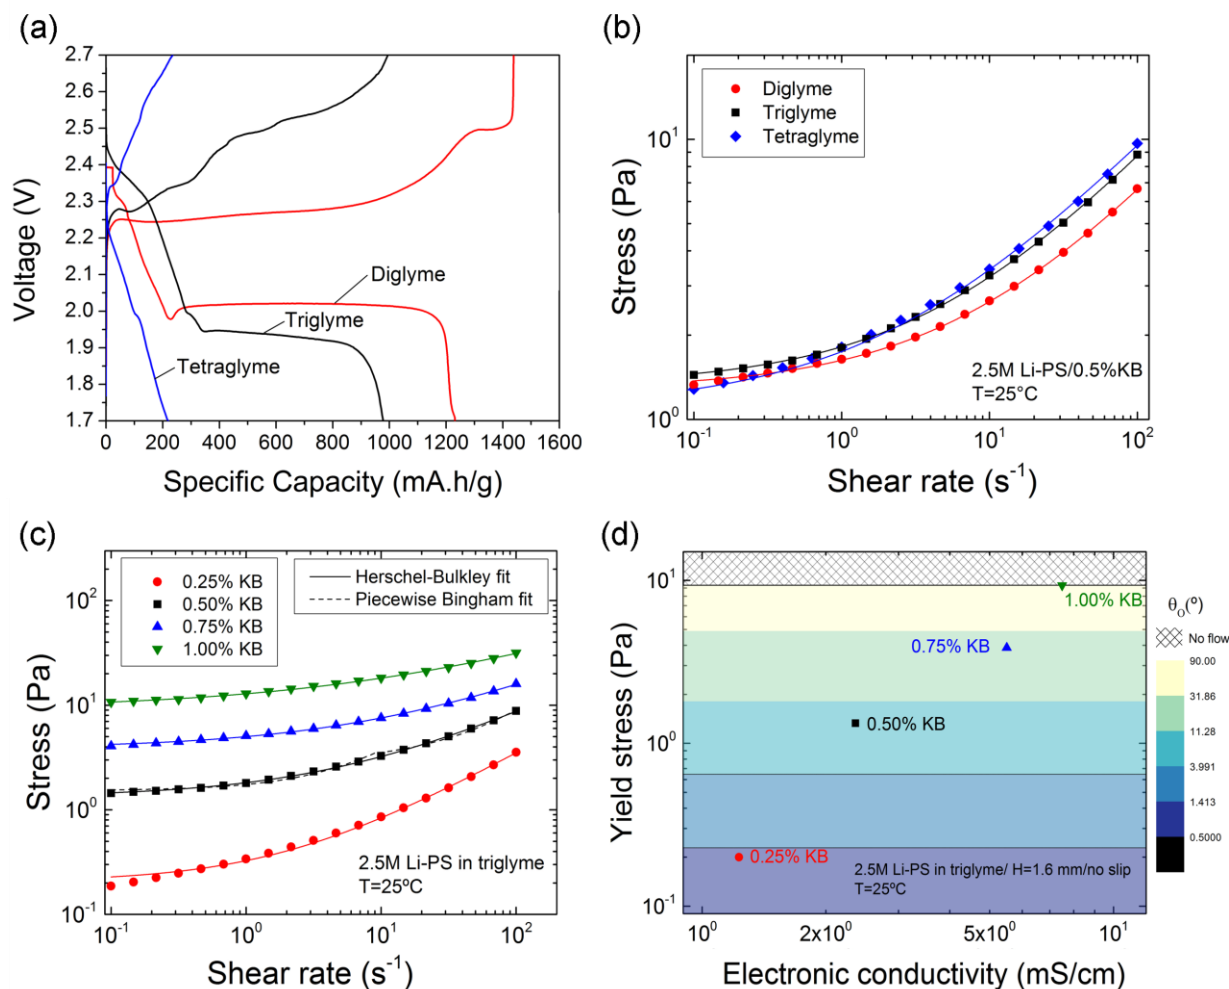 (a)
2.7
2.6
2.5
2.4
2.3
2.2
2.1
2.0
1.9
1.8
1.7
Voltage (V)
Diglyme
Triglyme
Tetraglyme
0 200 400 600 800 1000 1200 1400 1600
Specific Capacity (mA.h/g)
(b)
Diglyme
Triglyme
Tetraglyme
10¹
10⁰
Stress (Pa)
2.5M Li-PS/0.5%KB
T=25°C
10⁻¹ 10⁰ 10¹ 10²
Shear rate (s⁻¹)
(c)
0.25% KB
0.50% KB
0.75% KB
1.00% KB
Herschel-Bulkley fit
Piecewise Bingham fit
10²
10¹
10⁰
10⁻¹
Stress (Pa)
2.5M Li-PS in triglyme
T=25ºC
10⁻¹ 10⁰ 10¹ 10²
Shear rate (s⁻¹)
(d)
10¹
10⁰
10⁻¹
Yield stress (Pa)
1.00% KB
0.75% KB
0.50% KB
0.25% KB
2.5M Li-PS in triglyme/ H=1.6 mm/no slip
T=25ºC
10⁰ 2x10⁰ 5x10⁰ 10¹
Electronic conductivity (mS/cm)
θ₀(º)
No flow
90.00
31.86
11.28
3.991
1.413
0.5000